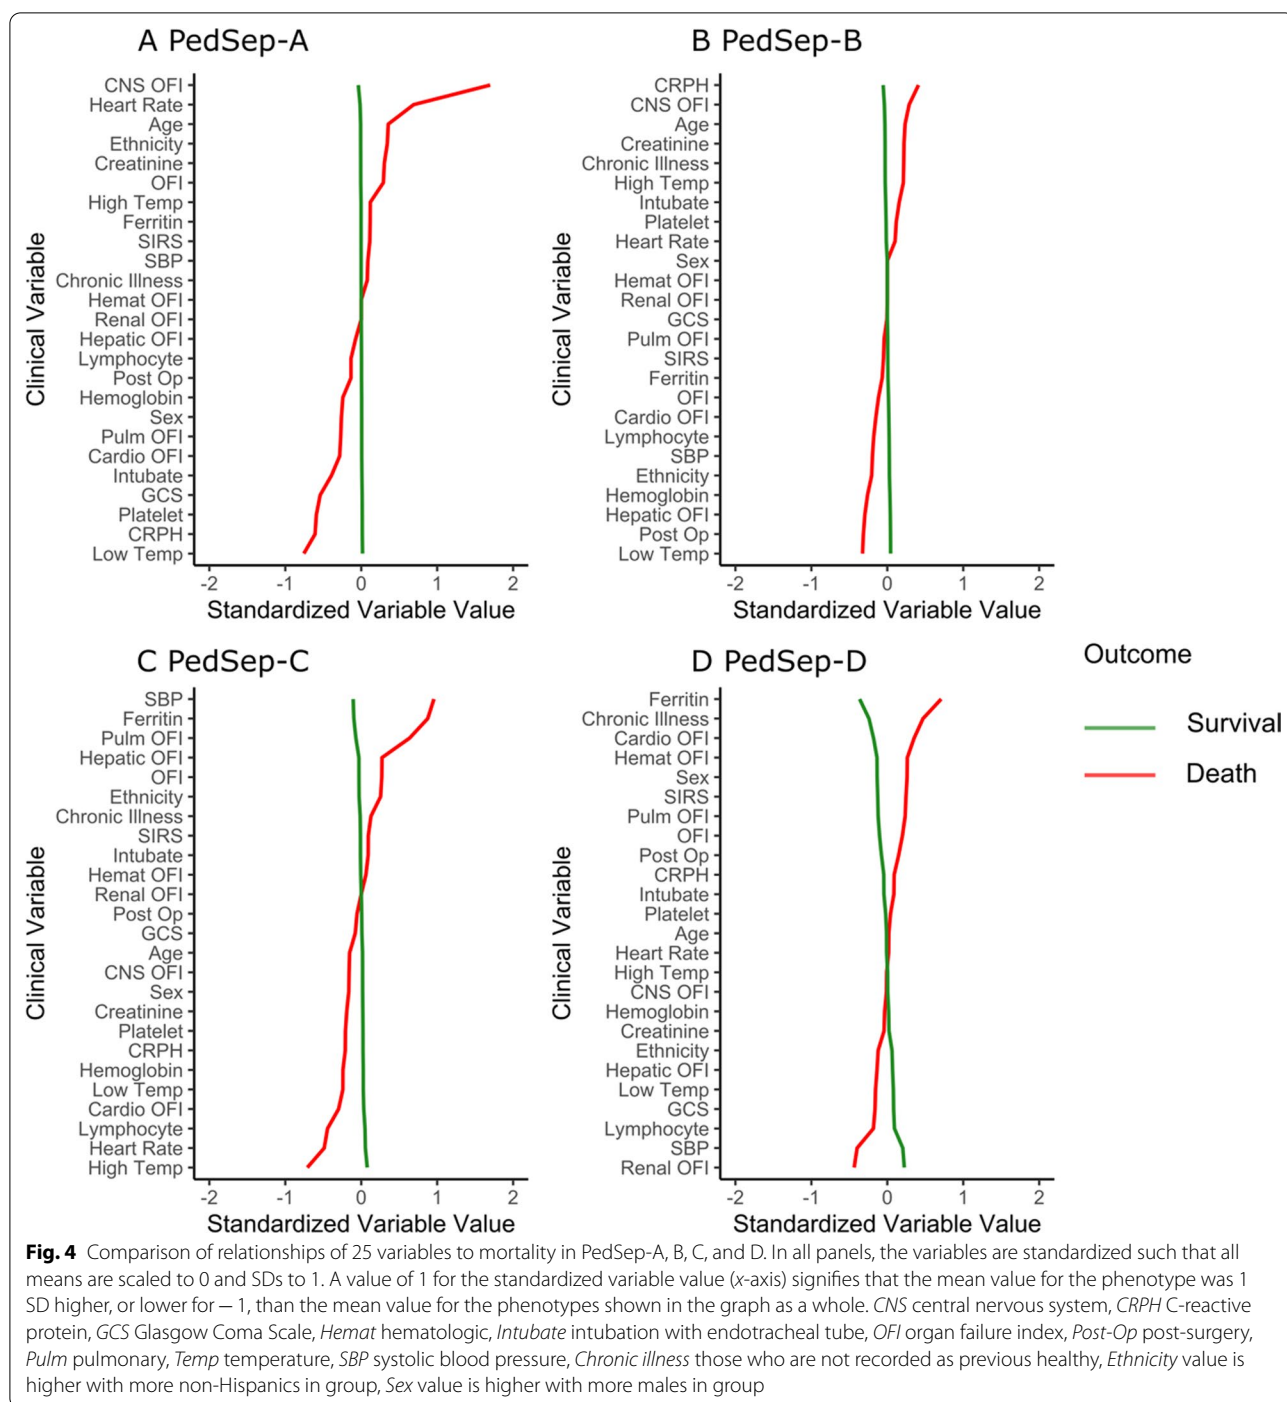 A PedSep-A
CNS OFI
Heart Rate
Age
Ethnicity
Creatinine
OFI
High Temp
Ferritin
SIRS
SBP
Chronic Illness
Hemat OFI
Renal OFI
Hepatic OFI
Lymphocyte
Post Op
Hemoglobin
Sex
Pulm OFI
Cardio OFI
Intubate
GCS
Platelet
CRPH
Low Temp
Clinical Variable
-2 -1 0 1 2
Standardized Variable Value
B PedSep-B
CRPH
CNS OFI
Age
Creatinine
Chronic Illness
High Temp
Intubate
Platelet
Heart Rate
Sex
Hemat OFI
Renal OFI
GCS
Pulm OFI
SIRS
Ferritin
OFI
Cardio OFI
Lymphocyte
SBP
Ethnicity
Hemoglobin
Hepatic OFI
Post Op
Low Temp
Clinical Variable
-2 -1 0 1 2
Standardized Variable Value
C PedSep-C
SBP
Ferritin
Pulm OFI
Hepatic OFI
OFI
Ethnicity
Chronic Illness
SIRS
Intubate
Hemat OFI
Renal OFI
Post Op
GCS
Age
CNS OFI
Sex
Creatinine
Platelet
CRPH
Hemoglobin
Low Temp
Cardio OFI
Lymphocyte
Heart Rate
High Temp
Clinical Variable
-2 -1 0 1 2
Standardized Variable Value
D PedSep-D
Ferritin
Chronic Illness
Cardio OFI
Hemat OFI
Sex
SIRS
Pulm OFI
OFI
Post Op
CRPH
Intubate
Platelet
Age
Heart Rate
High Temp
CNS OFI
Hemoglobin
Creatinine
Ethnicity
Hepatic OFI
Low Temp
GCS
Lymphocyte
SBP
Renal OFI
Clinical Variable
-2 -1 0 1 2
Standardized Variable Value
Outcome
Survival
Death
Fig. 4 Comparison of relationships of 25 variables to mortality in PedSep-A, B, C, and D. In all panels, the variables are standardized such that all
means are scaled to 0 and SDs to 1. A value of 1 for the standardized variable value (x-axis) signifies that the mean value for the phenotype was 1
SD higher, or lower for − 1, than the mean value for the phenotypes shown in the graph as a whole. CNS central nervous system, CRPH C-reactive
protein, GCS Glasgow Coma Scale, Hemat hematologic, Intubate intubation with endotracheal tube, OFI organ failure index, Post-Op post-surgery,
Pulm pulmonary, Temp temperature, SBP systolic blood pressure, Chronic illness those who are not recorded as previous healthy, Ethnicity value is
higher with more non-Hispanics in group, Sex value is higher with more males in group